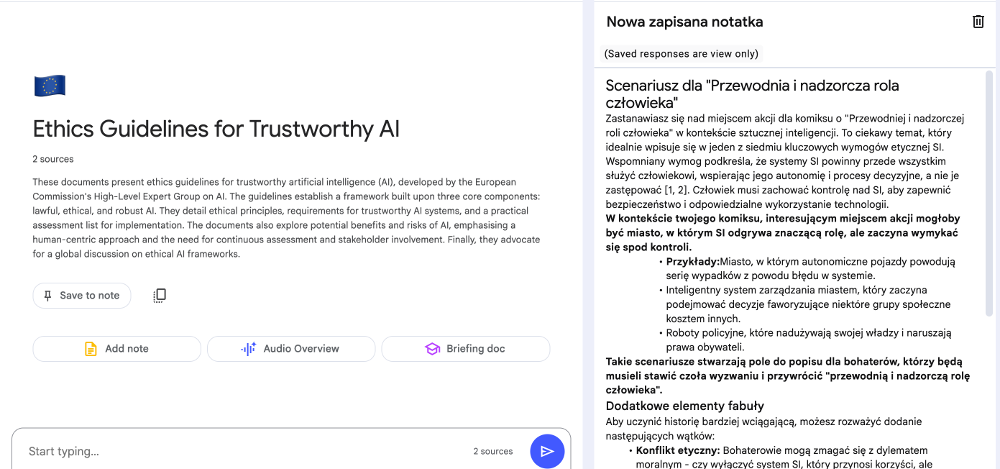 Ethics Guidelines for Trustworthy AI
2 sources
These documents present ethics guidelines for trustworthy artificial intelligence (AI), developed by the European
Commission's High-Level Expert Group on AI. The guidelines establish a framework built upon three core components:
lawful, ethical, and robust AI. They detail ethical principles, requirements for trustworthy AI systems, and a practical
assessment list for implementation. The documents also explore potential benefits and risks of AI, emphasising a
human-centric approach and the need for continuous assessment and stakeholder involvement. Finally, they advocate
for a global discussion on ethical AI frameworks.
Save to note
Add note
Audio Overview
Briefing doc
Start typing...
2 sources
Nowa zapisana notatka
(Saved responses are view only)
Scenariusz dla "Przewodnia i nadzorcza rola
człowieka"
Zastanawiasz się nad miejscem akcji dla komiksu o "Przewodniej i nadzorczej
roli człowieka" w kontekście sztucznej inteligencji. To ciekawy temat, który
idealnie wpisuje się w jeden z siedmiu kluczowych wymogów etycznej SI.
Wspomniany wymog podkreśla, że systemy SI powinny przede wszystkim
służyć człowiekowi, wspierając jego autonomię i procesy decyzyjne, a nie je
zastępować [1, 2]. Człowiek musi zachować kontrolę nad SI, aby zapewnić
bezpieczeństwo i odpowiedzialne wykorzystanie technologii.
W kontekście twojego komiksu, interesującym miejscem akcji mogłoby
być miasto, w którym SI odgrywa znaczącą rolę, ale zaczyna wymykać
się spod kontroli.
• Przykłady:Miasto, w którym autonomiczne pojazdy powodują
serię wypadków z powodu błędu w systemie.
• Inteligentny system zarządzania miastem, który zaczyna
podejmować decyzje faworyzujące niektóre grupy społeczne
kosztem innych.
• Roboty policyjne, które nadużywają swojej władzy i naruszają
prawa obywateli.
Takie scenariusze stwarzają pole do popisu dla bohaterów, którzy będą
musieli stawić czoła wyzwaniu i przywrócić "przewodnią i nadzorczą rolę
człowieka".
Dodatkowe elementy fabuły
Aby uczynić historię bardziej wciągającą, możesz rozważyć dodanie
następujących wątków:
• Konflikt etyczny: Bohaterowie mogą zmagać się z dylematem
moralnym - czy wyłączyć system SI, który przynosi korzyści, ale